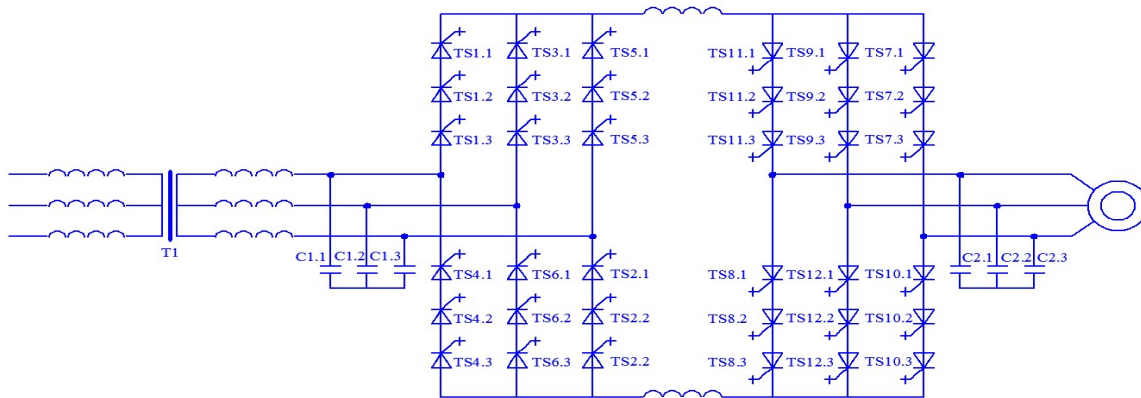 TS1.1 TS3.1 TS5.1 TS11.1 TS9.1 TS7.1
TS1.2 TS3.2 TS5.2 TS11.2 TS9.2 TS7.2
TS1.3 TS3.3 TS5.3 TS11.3 TS9.3 TS7.3
T1 C1.1 C1.2 C1.3 C2.1 C2.2 C2.3
TS4.1 TS6.1 TS2.1 TS8.1 TS12.1 TS10.1
TS4.2 TS6.2 TS2.2 TS8.2 TS12.2 TS10.2
TS4.3 TS6.3 TS2.2 TS8.3 TS12.3 TS10.3